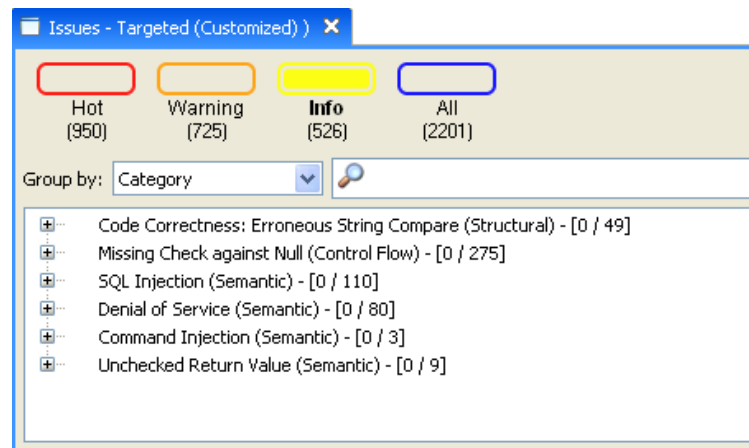 Issues - Targeted (Customized) )
Hot Warning Info All
(950) (725) (526) (2201)
Group by: Category
Code Correctness: Erroneous String Compare (Structural) - [0 / 49]
Missing Check against Null (Control Flow) - [0 / 275]
SQL Injection (Semantic) - [0 / 110]
Denial of Service (Semantic) - [0 / 80]
Command Injection (Semantic) - [0 / 3]
Unchecked Return Value (Semantic) - [0 / 9]